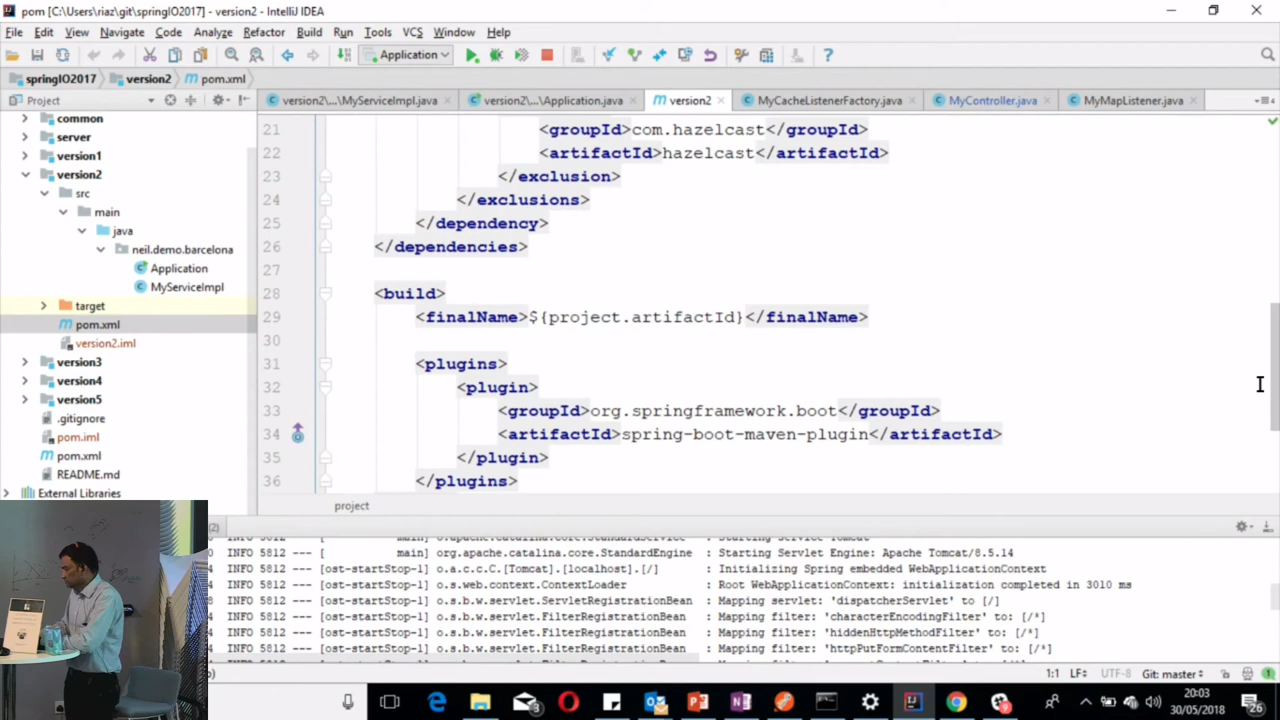 pom [C:\Users\riaz\git\springIO2017] - version2 - IntelliJ IDEA
File Edit View Navigate Code Analyze Refactor Build Run Tools VCS Window Help
Application
springIO2017 version2 pom.xml
Project
version2\...\MyServiceImpl.java version2\...\Application.java version2 MyCacheListenerFactory.java MyController.java MyMapListener.java
common
server
version1
version2
src
main
java
neil.demo.barcelona
Application
MyServiceImpl
target
pom.xml
version2.iml
version3
version4
version5
.gitignore
pom.iml
pom.xml
README.md
External Libraries
21 <groupId>com.hazelcast</groupId>
22 <artifactId>hazelcast</artifactId>
23 </exclusion>
24 </exclusions>
25 </dependency>
26 </dependencies>
27
28 <build>
29 <finalName>${project.artifactId}</finalName>
30
31 <plugins>
32 <plugin>
33 <groupId>org.springframework.boot</groupId>
34 <artifactId>spring-boot-maven-plugin</artifactId>
35 </plugin>
36 </plugins>
project
INFO 5812 --- [ main] o.apache.catalina.core.StandardService : Starting service Tomcat
INFO 5812 --- [ main] org.apache.catalina.core.StandardEngine : Starting Servlet Engine: Apache Tomcat/8.5.14
INFO 5812 --- [ost-startStop-1] o.a.c.c.C.[Tomcat].[localhost].[/] : Initializing Spring embedded WebApplicationContext
INFO 5812 --- [ost-startStop-1] o.s.web.context.ContextLoader : Root WebApplicationContext: initialization completed in 3010 ms
INFO 5812 --- [ost-startStop-1] o.s.b.w.servlet.ServletRegistrationBean : Mapping servlet: 'dispatcherServlet' to [/]
INFO 5812 --- [ost-startStop-1] o.s.b.w.servlet.FilterRegistrationBean : Mapping filter: 'characterEncodingFilter' to: [/*]
INFO 5812 --- [ost-startStop-1] o.s.b.w.servlet.FilterRegistrationBean : Mapping filter: 'hiddenHttpMethodFilter' to: [/*]
INFO 5812 --- [ost-startStop-1] o.s.b.w.servlet.FilterRegistrationBean : Mapping filter: 'httpPutFormContentFilter' to: [/*]
1:1 LF UTF-8 Git: master
20:03
30/05/2018
26